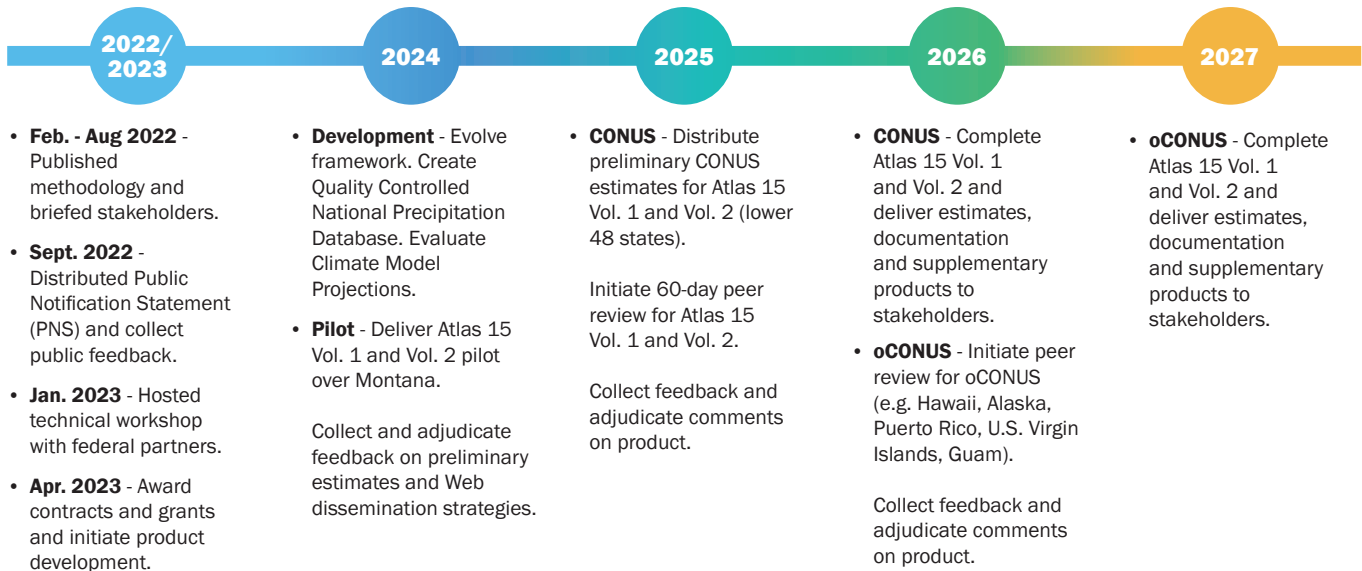 2022/
2023
2024
2025
2026
2027
• Feb. - Aug 2022 -
Published
methodology and
briefed stakeholders.
• Sept. 2022 -
Distributed Public
Notification Statement
(PNS) and collect
public feedback.
• Jan. 2023 - Hosted
technical workshop
with federal partners.
• Apr. 2023 - Award
contracts and grants
and initiate product
development.
• Development - Evolve
framework. Create
Quality Controlled
National Precipitation
Database. Evaluate
Climate Model
Projections.
• Pilot - Deliver Atlas 15
Vol. 1 and Vol. 2 pilot
over Montana.
Collect and adjudicate
feedback on preliminary
estimates and Web
dissemination strategies.
• CONUS - Distribute
preliminary CONUS
estimates for Atlas 15
Vol. 1 and Vol. 2 (lower
48 states).
Initiate 60-day peer
review for Atlas 15
Vol. 1 and Vol. 2.
Collect feedback and
adjudicate comments
on product.
• CONUS - Complete
Atlas 15 Vol. 1
and Vol. 2 and
deliver estimates,
documentation
and supplementary
products to
stakeholders.
• oCONUS - Initiate peer
review for oCONUS
(e.g. Hawaii, Alaska,
Puerto Rico, U.S. Virgin
Islands, Guam).
Collect feedback and
adjudicate comments
on product.
• oCONUS - Complete
Atlas 15 Vol. 1
and Vol. 2 and
deliver estimates,
documentation
and supplementary
products to
stakeholders.